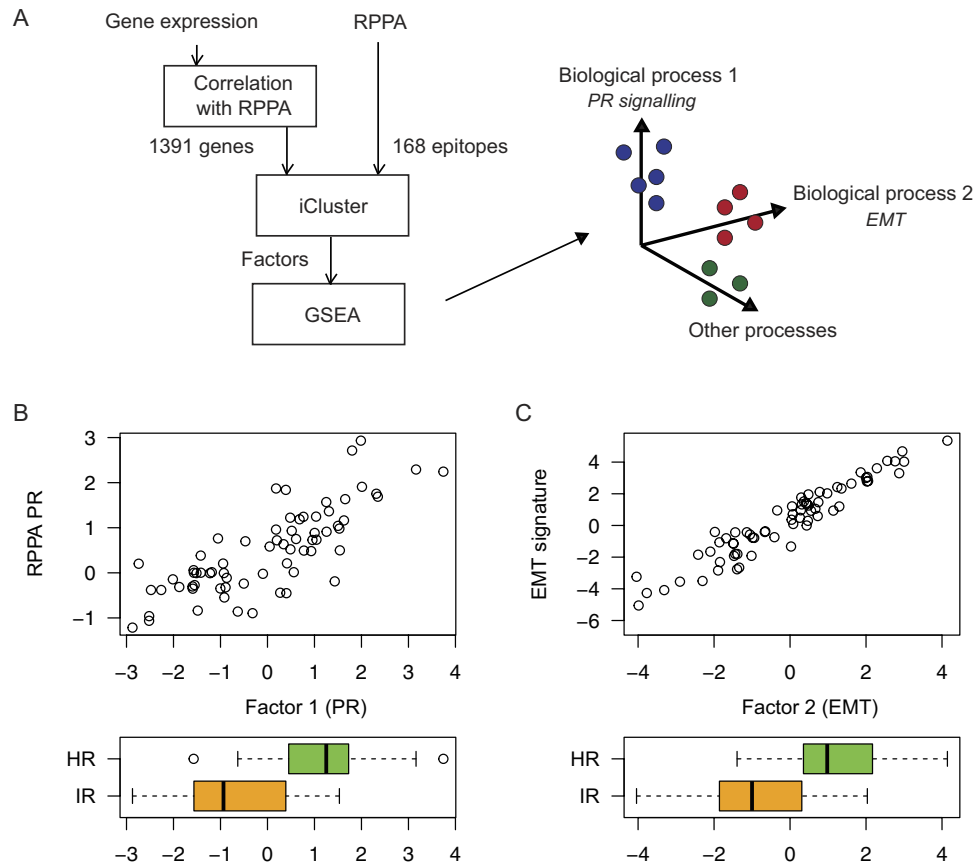 A
Gene expression
RPPA
Correlation
with RPPA
1391 genes
168 epitopes
iCluster
Factors
GSEA
Biological process 1
PR signalling
Biological process 2
EMT
Other processes
B
RPPA PR
3
2
1
0
−1
−3 −2 −1 0 1 2 3 4
Factor 1 (PR)
HR
IR
−3 −2 −1 0 1 2 3 4
C
EMT signature
4
2
0
−2
−4
−6
−4 −2 0 2 4
Factor 2 (EMT)
HR
IR
−4 −2 0 2 4